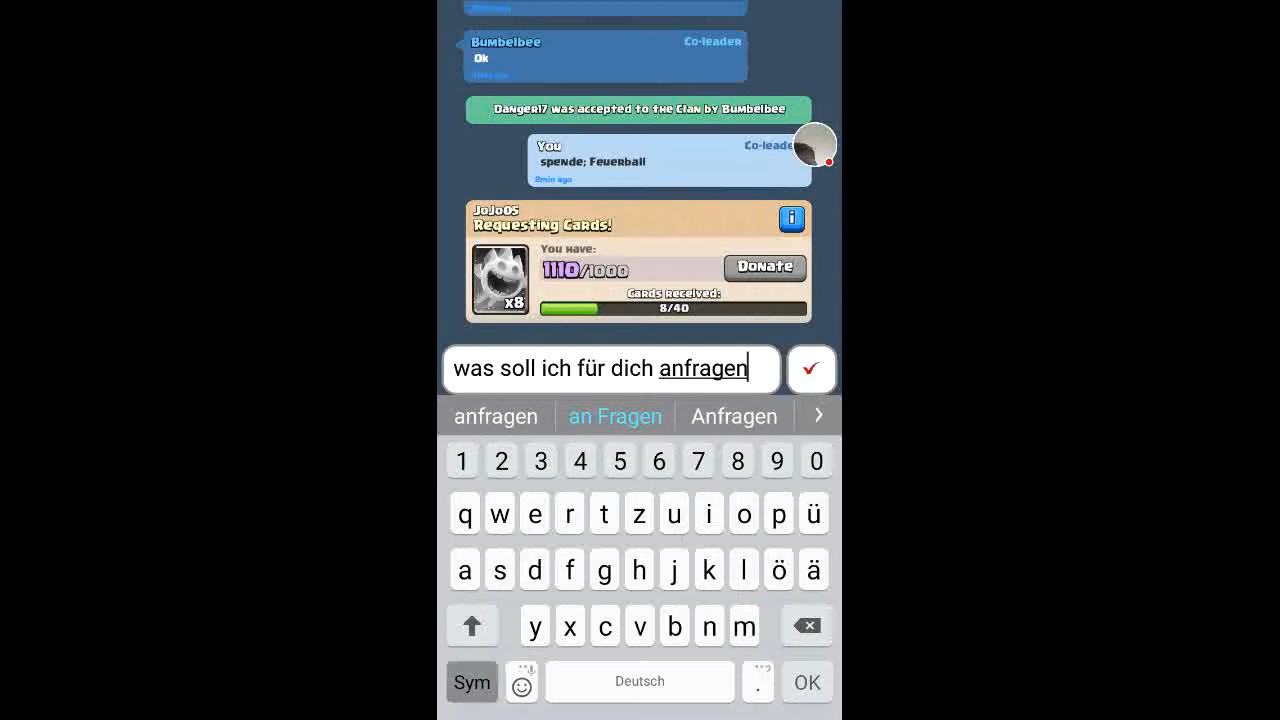 Bumbelbee Co-leader
Ok
Danger17 was accepted to the Clan by Bumbelbee
You Co-leade
spende; Feuerball
2min ago
JoJo05
Requesting Cards!
i
You have:
1110/1000
Donate
x8
Cards received:
8/40
was soll ich für dich anfragen
anfragen an Fragen Anfragen
1 2 3 4 5 6 7 8 9 0
q w e r t z u i o p ü
a s d f g h j k l ö ä
y x c v b n m
Sym Deutsch . OK